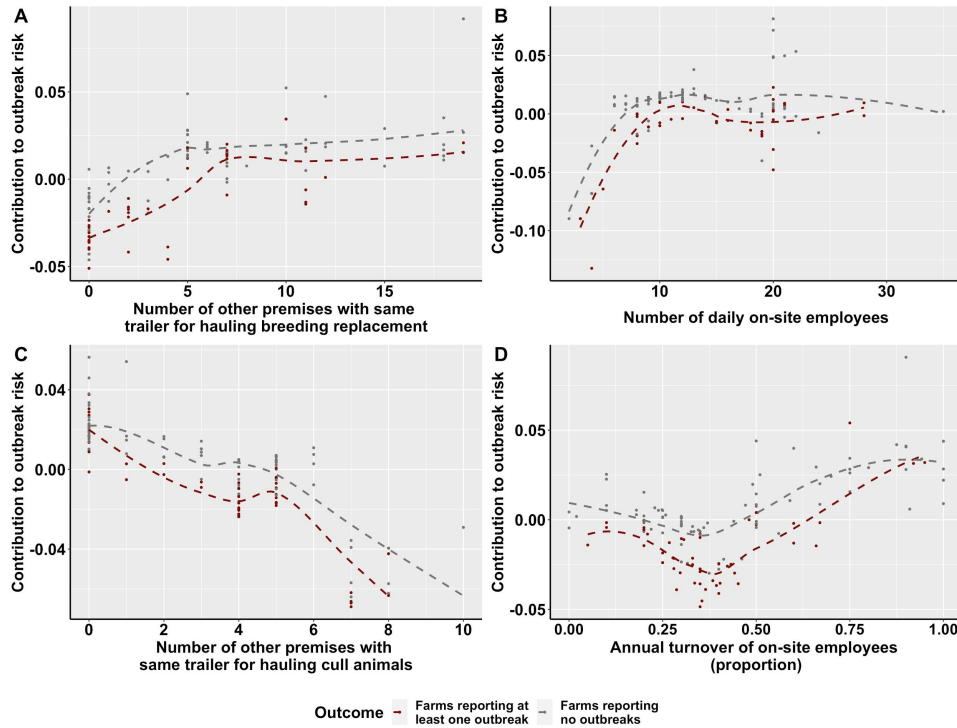 A
Contribution to outbreak risk
0.05
0.00
-0.05
0
5
10
15
Number of other premises with same
trailer for hauling breeding replacement
B
Contribution to outbreak risk
0.05
0.00
-0.05
-0.10
10
20
30
Number of daily on-site employees
C
Contribution to outbreak risk
0.04
0.00
-0.04
0
2
4
6
8
10
Number of other premises with
same trailer for hauling cull animals
D
Contribution to outbreak risk
0.05
0.00
-0.05
0.00
0.25
0.50
0.75
1.00
Annual turnover of on-site employees
(proportion)
Outcome
Farms reporting at
least one outbreak
Farms reporting
no outbreaks